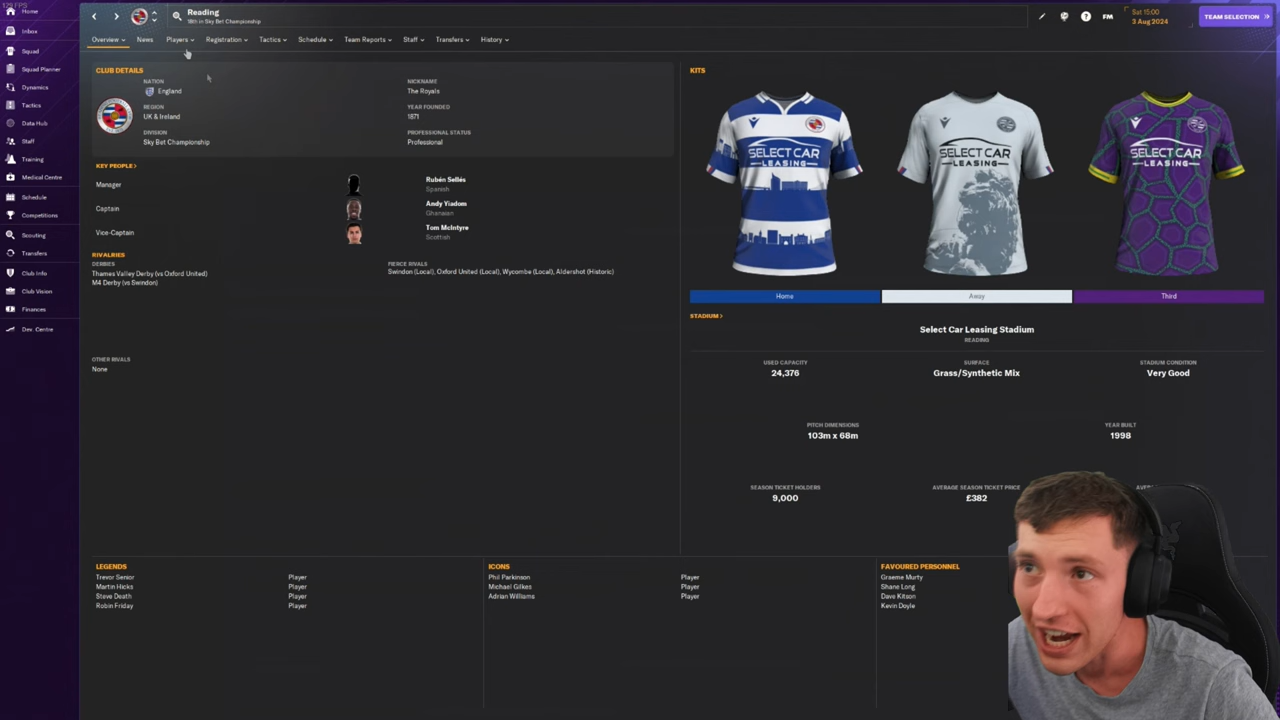 Home
Inbox
Squad
Squad Planner
Dynamics
Tactics
Data Hub
Staff
Training
Medical Centre
Schedule
Competitions
Scouting
Transfers
Club Info
Club Vision
Finances
Dev. Centre
Reading
18th in Sky Bet Championship
FM
Sat 15:00
3 Aug 2024
TEAM SELECTION
Overview
News
Players
Registration
Tactics
Schedule
Team Reports
Staff
Transfers
History
CLUB DETAILS
NATION
England
REGION
UK & Ireland
DIVISION
Sky Bet Championship
NICKNAME
The Royals
YEAR FOUNDED
1871
PROFESSIONAL STATUS
Professional
KEY PEOPLE >
Manager
Rubén Sellés
Spanish
Captain
Andy Yiadom
Ghanaian
Vice-Captain
Tom McIntyre
Scottish
RIVALRIES
DERBIES
Thames Valley Derby (vs Oxford United)
M4 Derby (vs Swindon)
FIERCE RIVALS
Swindon (Local), Oxford United (Local), Wycombe (Local), Aldershot (Historic)
OTHER RIVALS
None
KITS
SELECT CAR
LEASING
SELECT CAR
LEASING
SELECT CAR
LEASING
Home
Away
Third
STADIUM >
Select Car Leasing Stadium
READING
USED CAPACITY
24,376
SURFACE
Grass/Synthetic Mix
STADIUM CONDITION
Very Good
PITCH DIMENSIONS
103m x 68m
YEAR BUILT
1998
SEASON TICKET HOLDERS
9,000
AVERAGE SEASON TICKET PRICE
£382
LEGENDS
Trevor Senior Player
Martin Hicks Player
Steve Death Player
Robin Friday Player
ICONS
Phil Parkinson Player
Michael Gilkes Player
Adrian Williams Player
FAVOURED PERSONNEL
Graeme Murty
Shane Long
Dave Kitson
Kevin Doyle